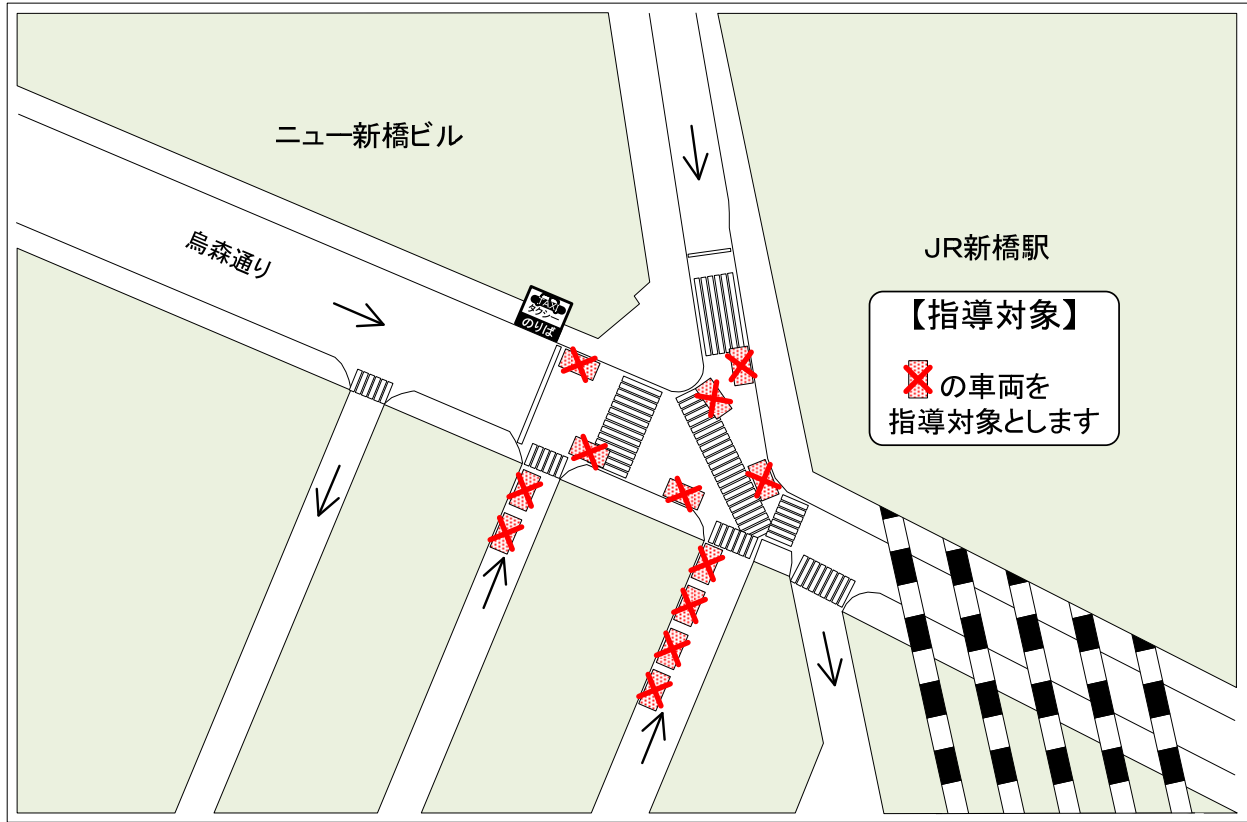 ニュー新橋ビル
烏森通り
TAXI
タクシー
のりば
JR新橋駅
【指導対象】
の車両を
指導対象とします